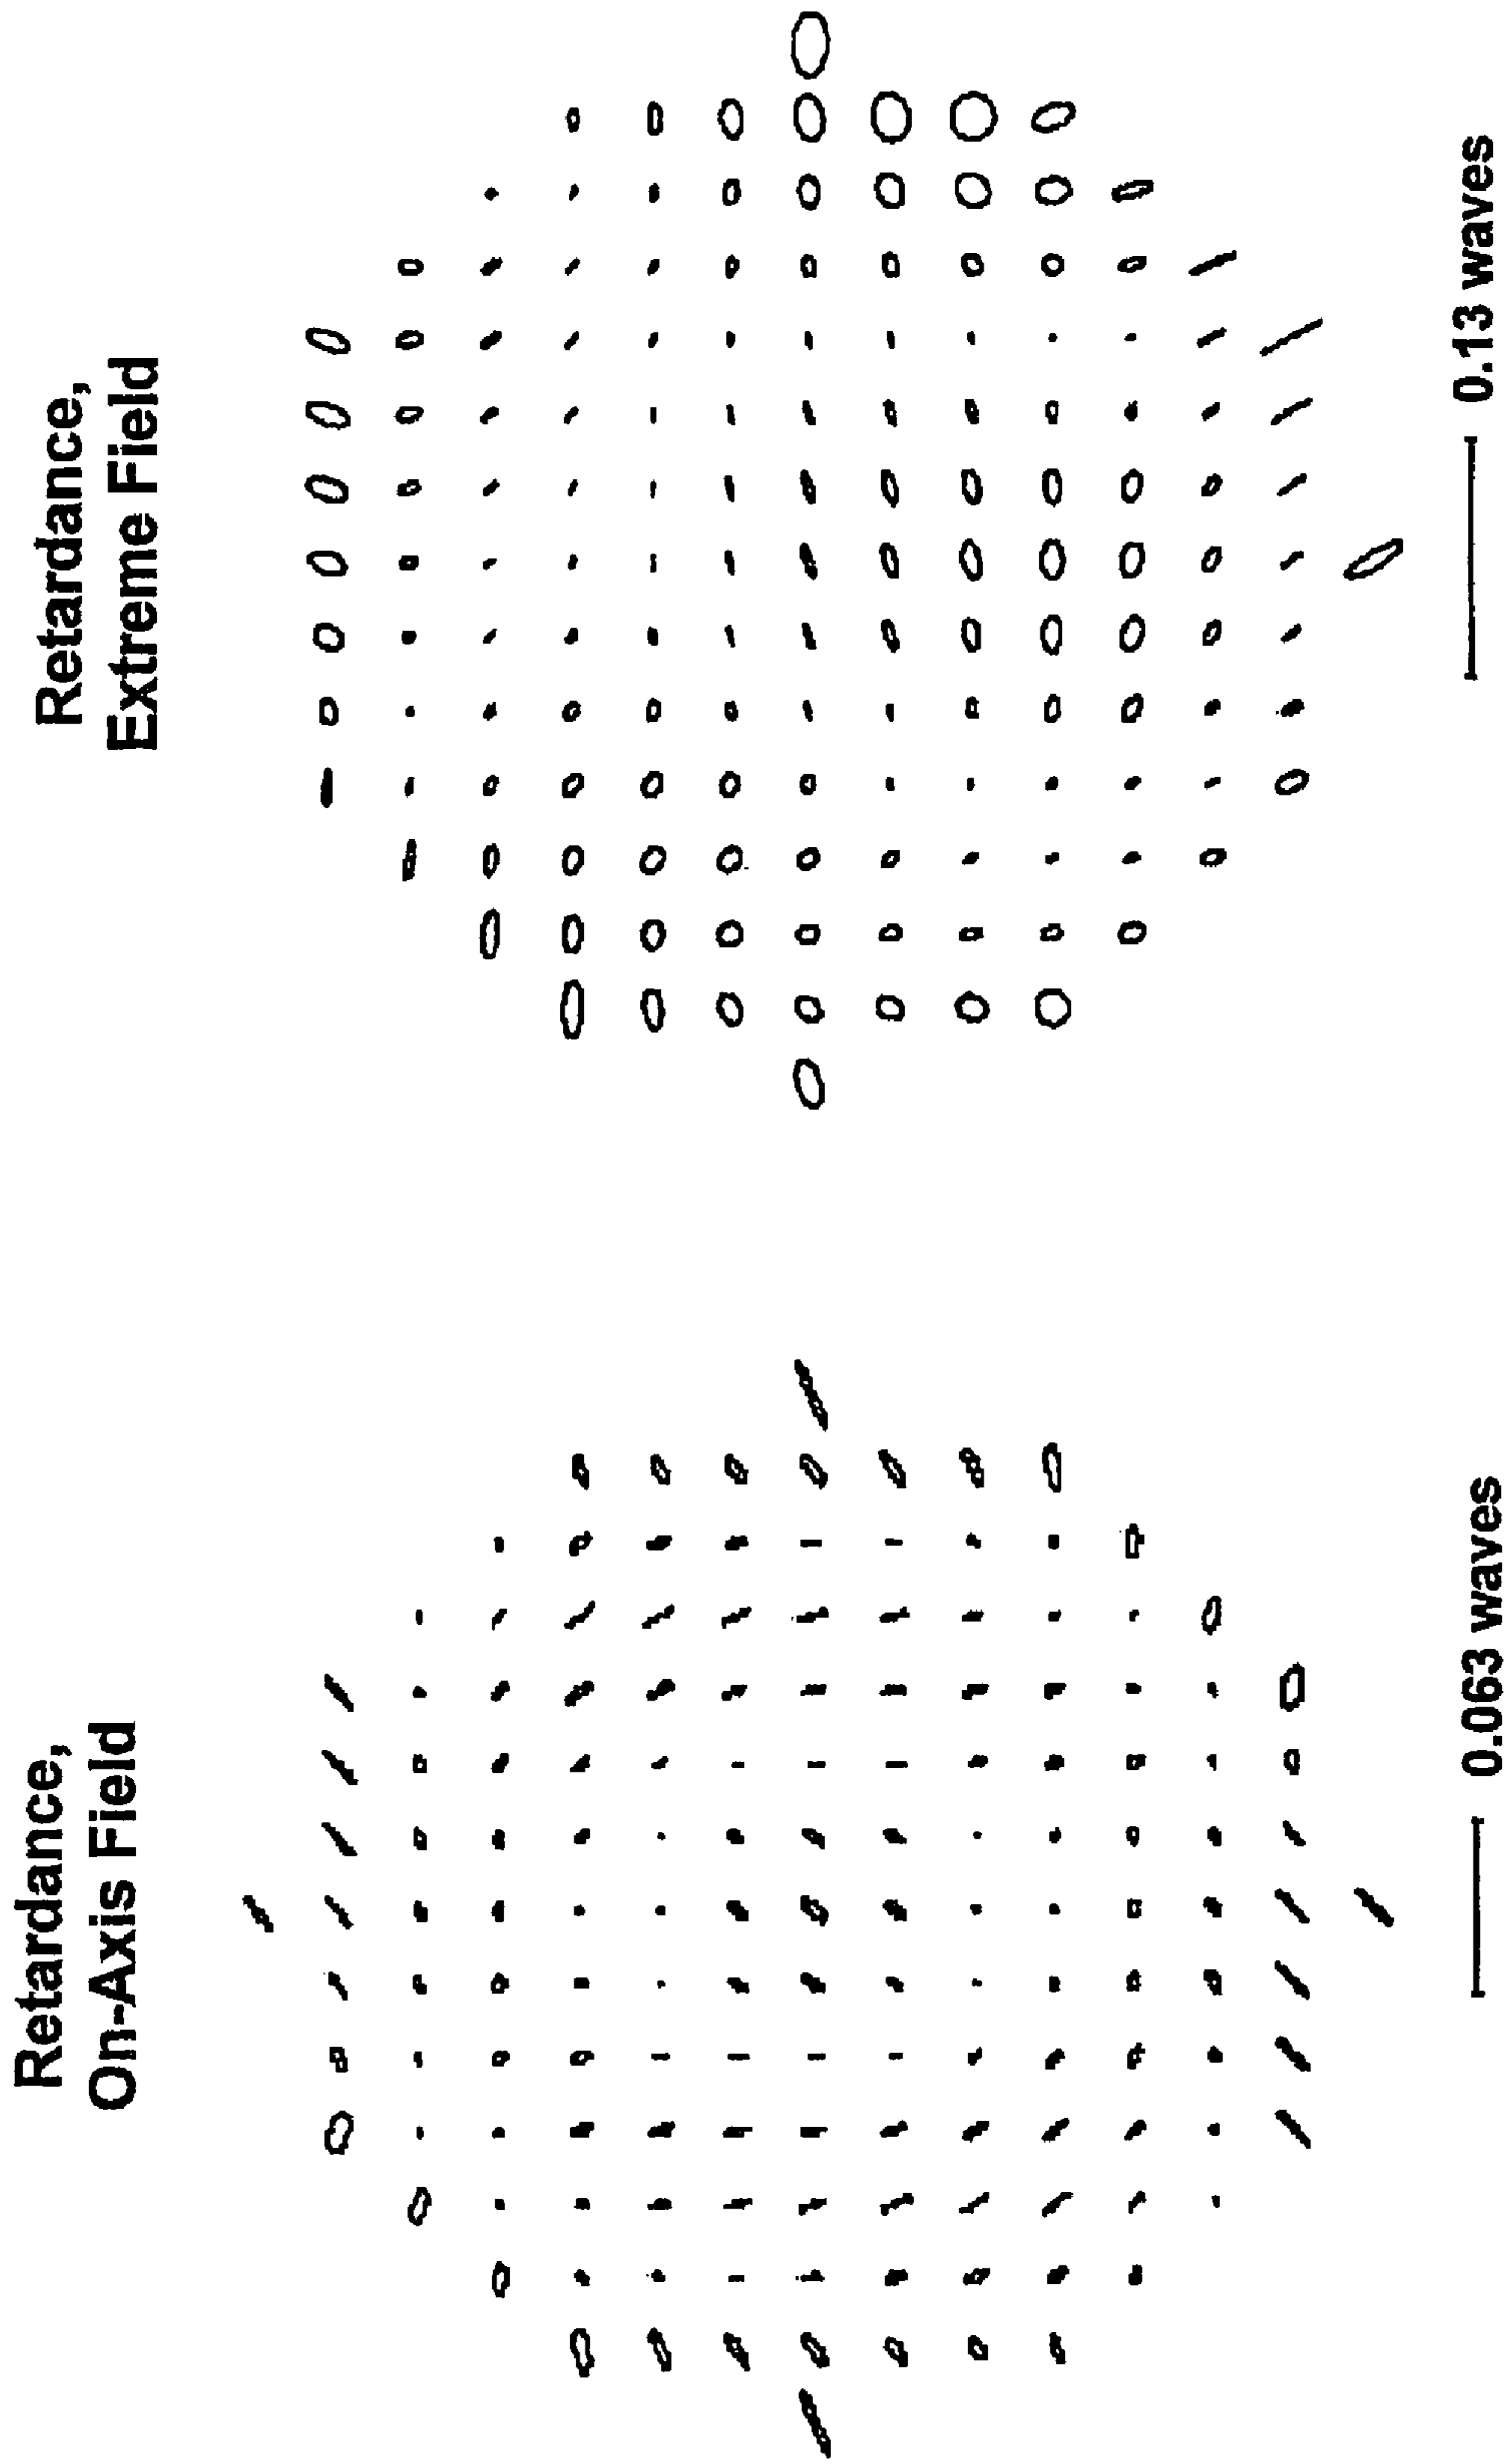 Retardance,
On-Axis Field
0.063 waves
Retardance,
Extreme Field
0.13 waves